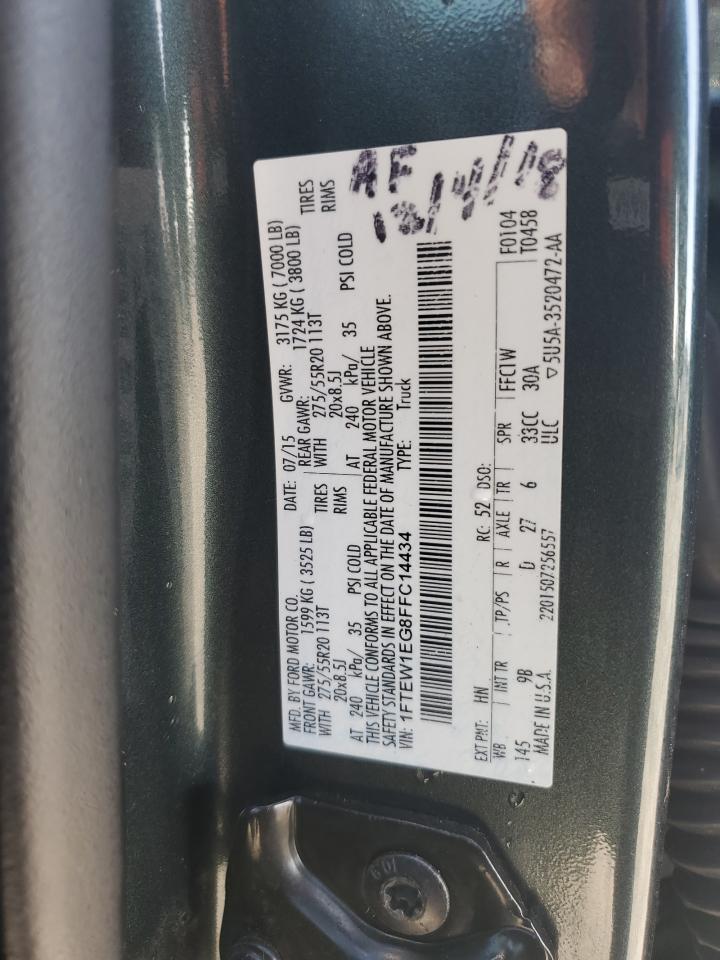 MFD. BY FORD MOTOR CO. DATE: 07/15 GVWR: 3175 KG ( 7000 LB)
FRONT GAWR: 1599 KG ( 3525 LB) REAR GAWR: 1724 KG ( 3800 LB)
WITH 275/55R20 113T TIRES WITH 275/55R20 113T TIRES
20x8.5J RIMS 20x8.5J RIMS
AT 240 kPa/ 35 PSI COLD AT 240 kPa/ 35 PSI COLD
THIS VEHICLE CONFORMS TO ALL APPLICABLE FEDERAL MOTOR VEHICLE
SAFETY STANDARDS IN EFFECT ON THE DATE OF MANUFACTURE SHOWN ABOVE.
VIN: 1FTEW1EG8FFC14434 TYPE: Truck
EXT PNT: HN RC: 52 DSO: F0104
WB INT TR TP/PS R AXLE TR SPR FFC1W T0458
145 9B D 27 6 33CC 30A
MADE IN U.S.A. 2201507256557 ULC ▽ 5U5A-3520472-AA